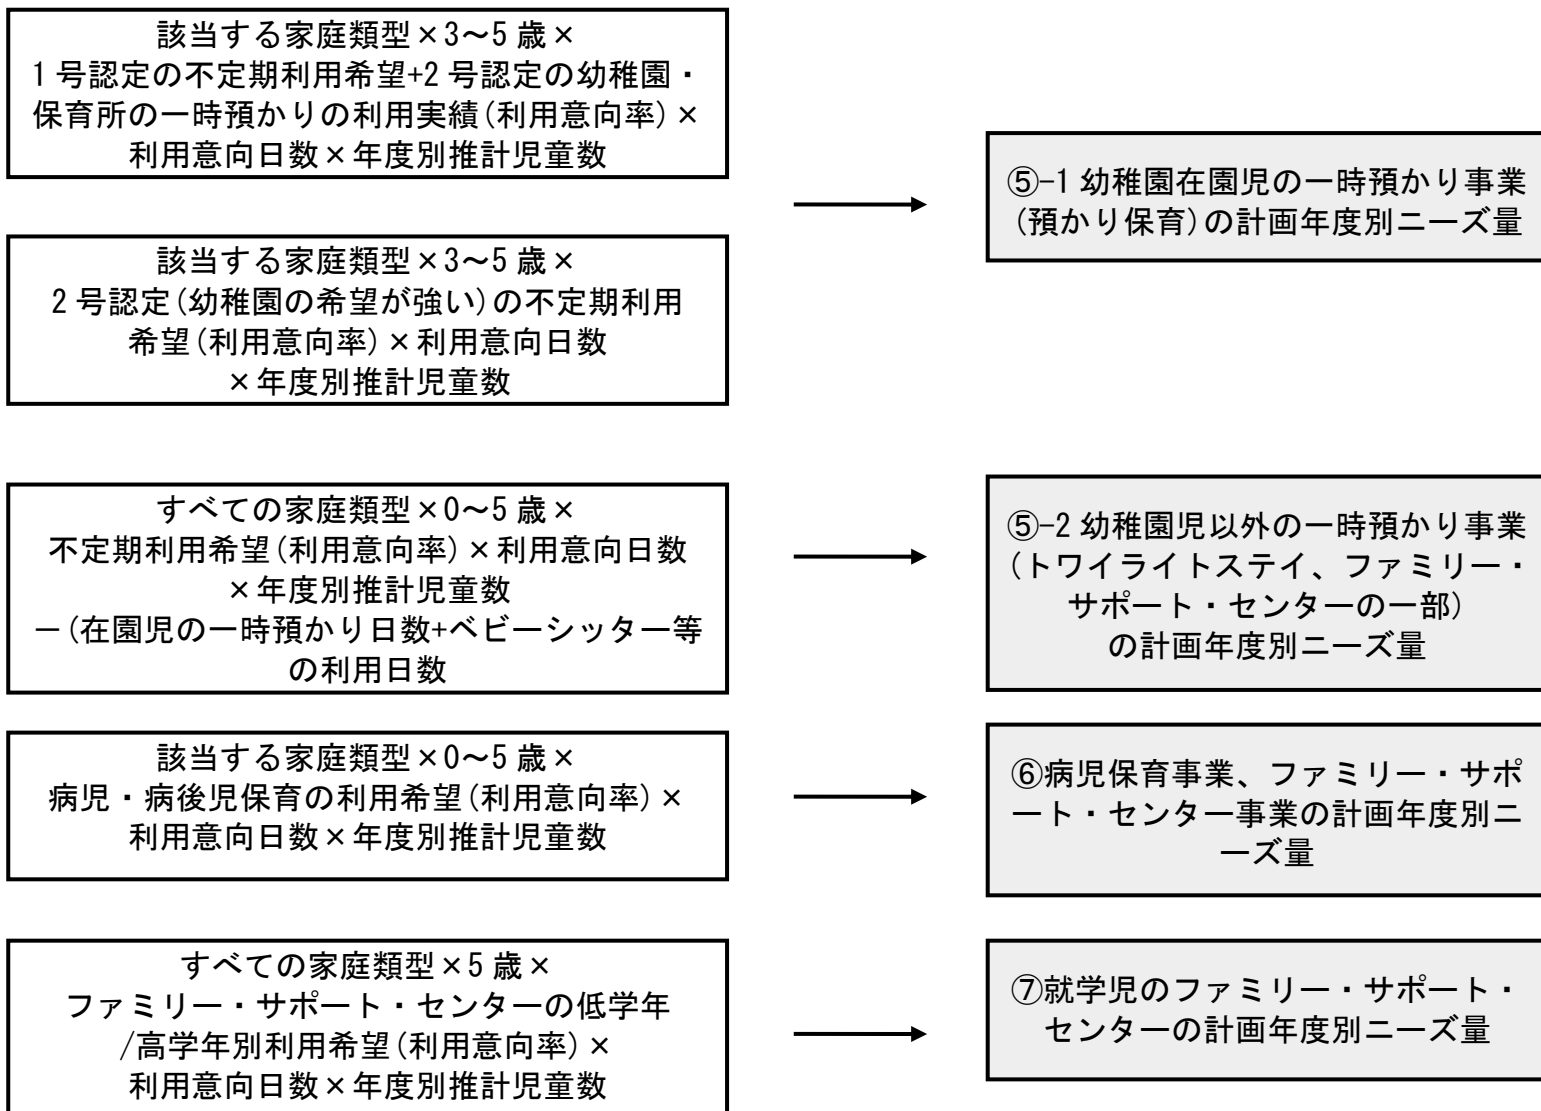 該当する家庭類型×3～5歳×
1号認定の不定期利用希望+2号認定の幼稚園・
保育所の一時預かりの利用実績(利用意向率)×
利用意向日数×年度別推計児童数
⑤-1 幼稚園在園児の一時預かり事業
(預かり保育)の計画年度別ニーズ量
該当する家庭類型×3～5歳×
2号認定(幼稚園の希望が強い)の不定期利用
希望(利用意向率)×利用意向日数
×年度別推計児童数
すべての家庭類型×0～5歳×
不定期利用希望(利用意向率)×利用意向日数
×年度別推計児童数
－(在園児の一時預かり日数+ベビーシッター等
の利用日数
⑤-2 幼稚園児以外の一時預かり事業
(トワイライトステイ、ファミリー・
サポート・センターの一部)
の計画年度別ニーズ量
該当する家庭類型×0～5歳×
病児・病後児保育の利用希望(利用意向率)×
利用意向日数×年度別推計児童数
⑥病児保育事業、ファミリー・サポ
ート・センター事業の計画年度別ニ
ーズ量
すべての家庭類型×5歳×
ファミリー・サポート・センターの低学年
/高学年別利用希望(利用意向率)×
利用意向日数×年度別推計児童数
⑦就学児のファミリー・サポート・
センターの計画年度別ニーズ量